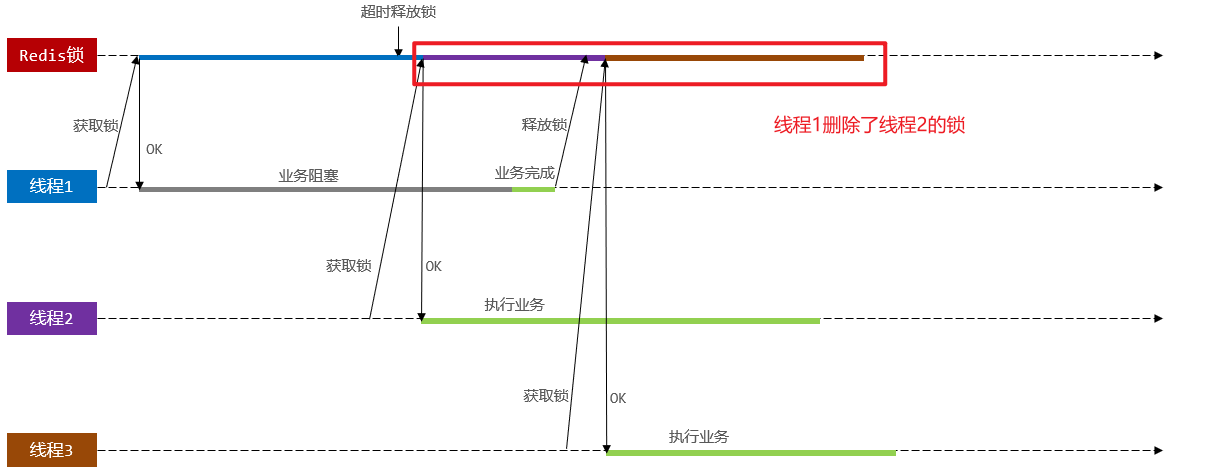 超时释放锁
Redis锁
获取锁
OK
释放锁
线程1删除了线程2的锁
线程1
业务阻塞
业务完成
获取锁
OK
线程2
执行业务
获取锁
OK
线程3
执行业务